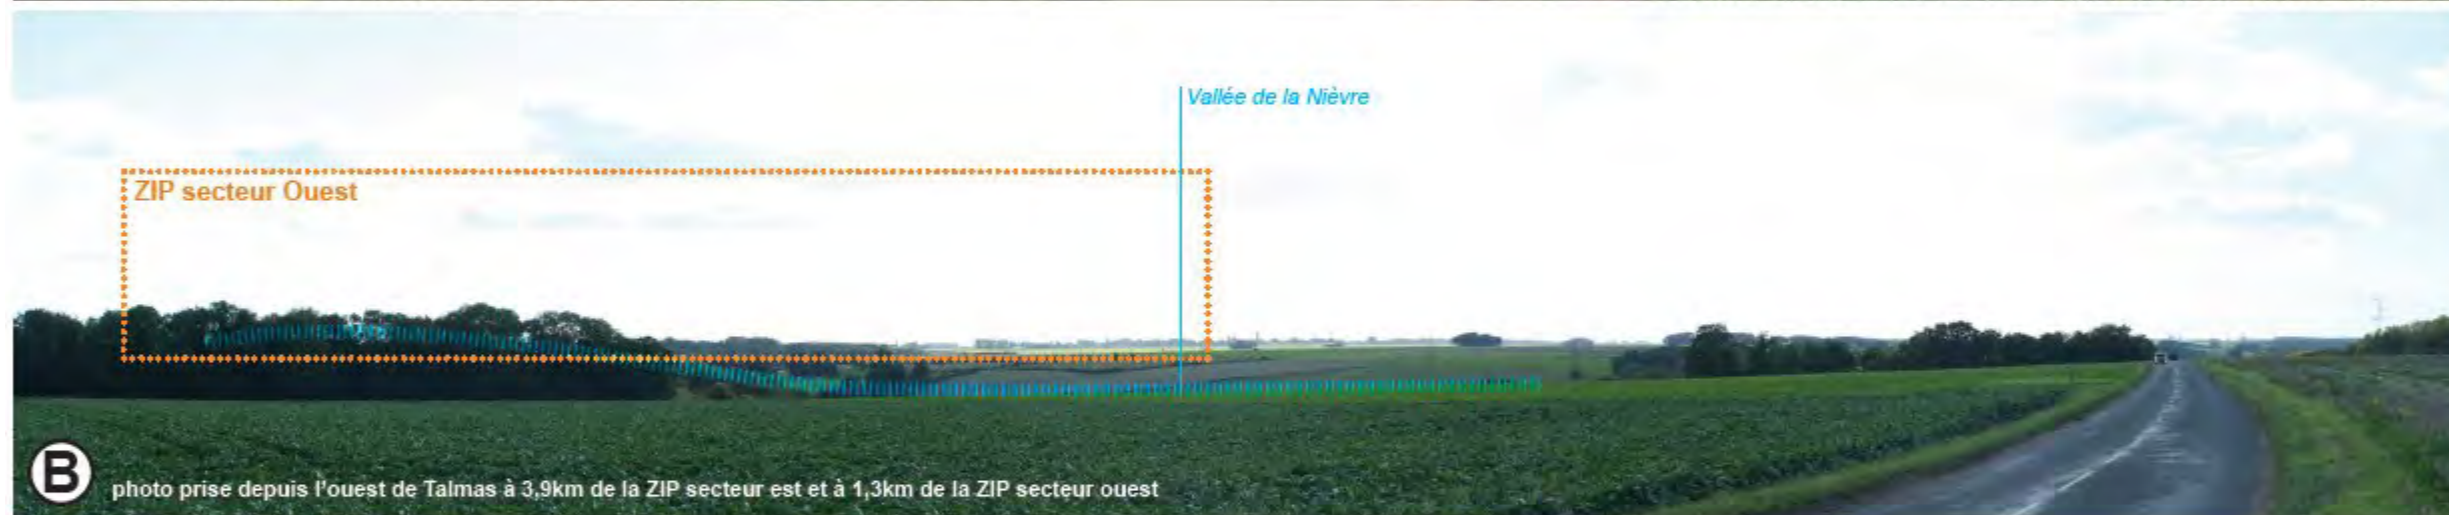 Vallée de la Nièvre
ZIP secteur Ouest
B
photo prise depuis l'ouest de Talmas à 3,9km de la ZIP secteur est et à 1,3km de la ZIP secteur ouest